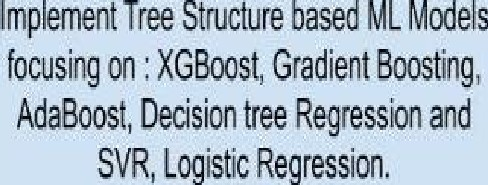 Implement Tree Structure based ML Models
focusing on : XGBoost, Gradient Boosting,
AdaBoost, Decision tree Regression and
SVR, Logistic Regression.